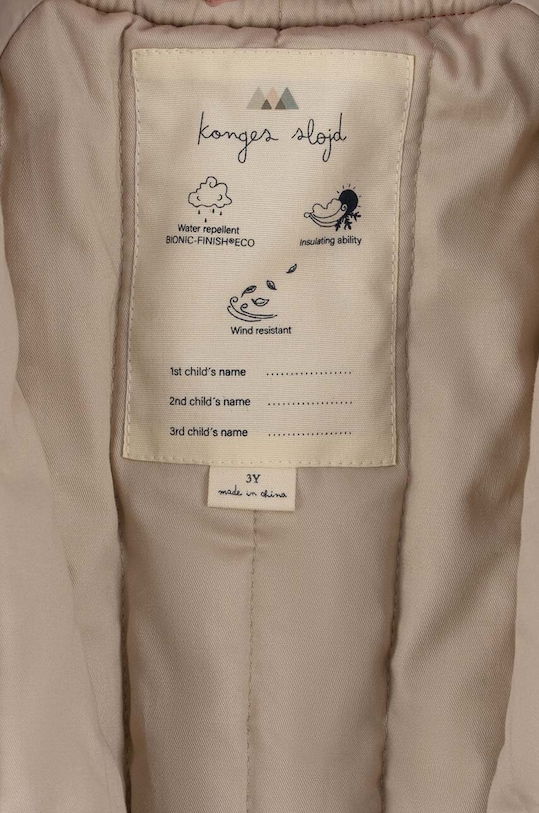 konges sløjd
Water repellent
BIONIC-FINISH®ECO
Insulating ability
Wind resistant
1st child's name ....................
2nd child's name ....................
3rd child's name ....................
3Y
made in china